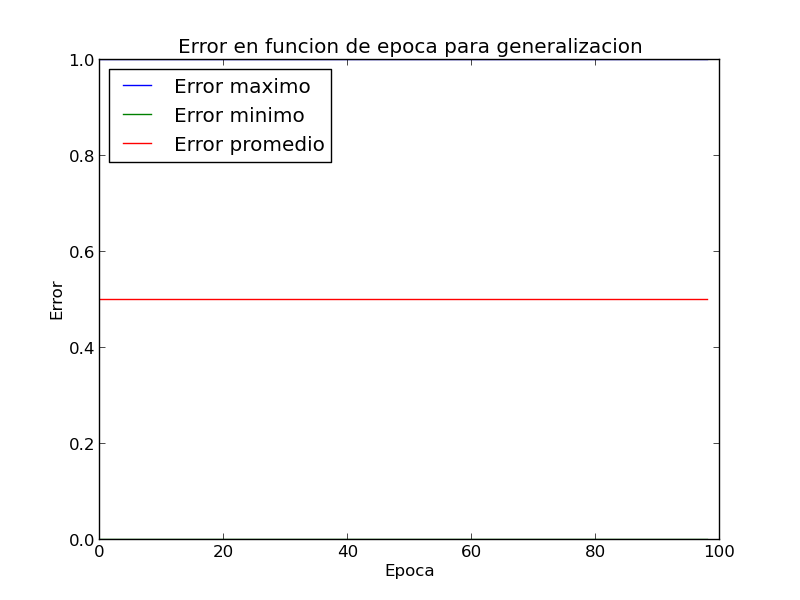 Error en funcion de epoca para generalizacion
1.0
Error maximo
Error minimo
Error promedio
0.8
0.6
Error
0.4
0.2
0.0
0 20 40 60 80 100
Epoca